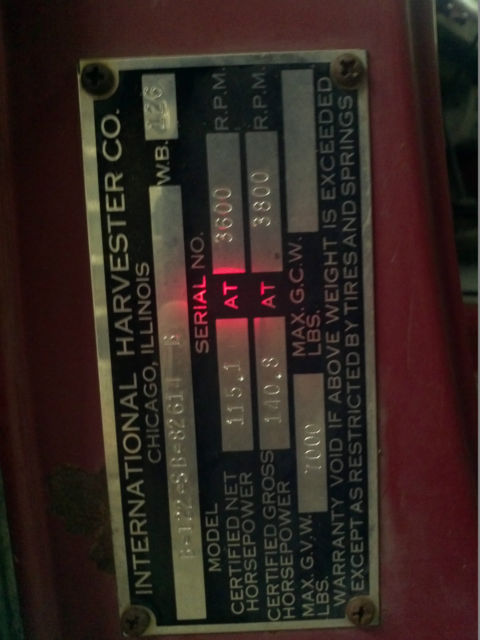 INTERNATIONAL HARVESTER CO.
CHICAGO, ILLINOIS W.B. 126
MODEL SERIAL NO.
CERTIFIED NET HORSEPOWER 115.1 AT 3600 R.P.M.
CERTIFIED GROSS HORSEPOWER 140.8 AT 3800 R.P.M.
MAX. G.V.W. LBS. 7000 MAX. G.C.W. LBS.
WARRANTY VOID IF ABOVE WEIGHT IS EXCEEDED
EXCEPT AS RESTRICTED BY TIRES AND SPRINGS